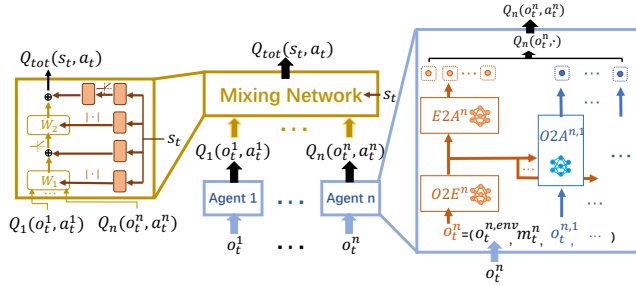 Q_tot(s_t, a_t)
W_2
|·|
s_t
|·|
W_1
...
Q_1(o_t^1, a_t^1)
Q_n(o_t^n, a_t^n)
Q_tot(s_t, a_t)
Mixing Network
s_t
Q_1(o_t^1, a_t^1)
...
Q_n(o_t^n, a_t^n)
Agent 1
...
Agent n
o_t^1
...
o_t^n
Q_n(o_t^n, a_t^n)
Q_n(o_t^n, ·)
...
...
E2A^n
O2A^{n,1}
...
...
O2E^n
...
o_t^n=(o_t^{n,env}, m_t^n, o_t^{n,1}, ...)
o_t^n